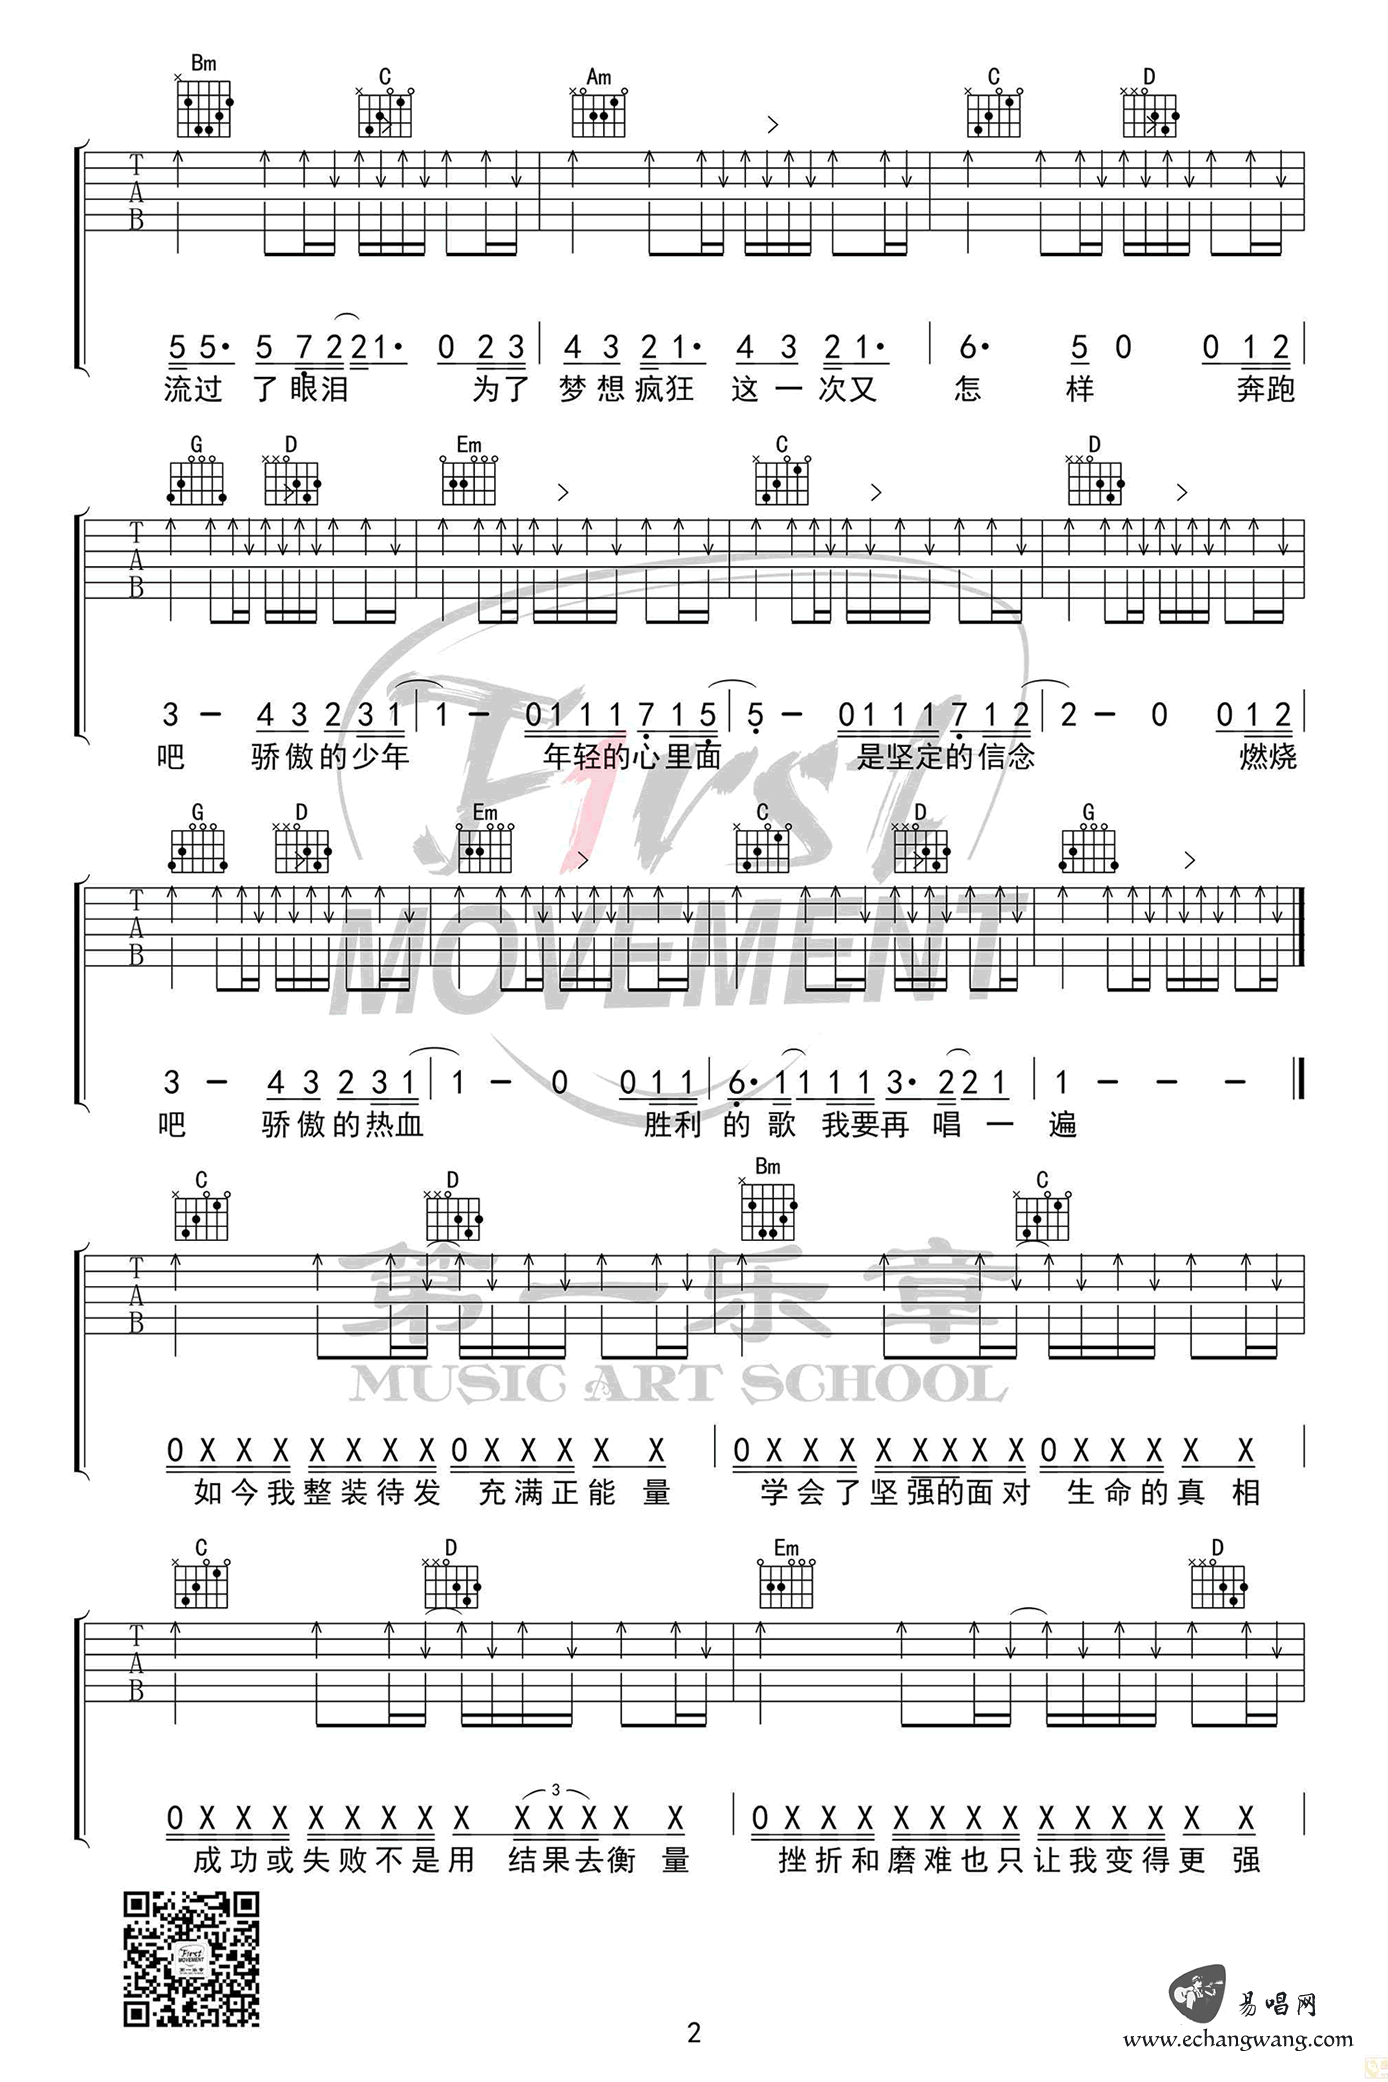 Bm C Am C D
T
A
B
5 5· 5 7 2 2 1· 0 2 3 4 3 2 1· 4 3 2 1· 6· 5 0 0 1 2
流过 了眼泪 为了 梦想疯狂 这一次又 怎 样 奔跑
G D Em C D
T
A
B
3 − 4 3 2 3 1 1 − 0 1 1 1 7 1 5 5 − 0 1 1 1 7 1 2 2 − 0 0 1 2
吧 骄傲的少年 年轻的心里面 是坚定的信念 燃烧
G D Em C D G
T
A
B
3 − 4 3 2 3 1 1 − 0 0 1 1 6· 1 1 1 1 1 3· 2 2 1 1 − − −
吧 骄傲的热血 胜利 的歌 我要再 唱一 遍
C D Bm C
T
A
B
0 X X X X X X X 0 X X X X X 0 X X X X X X X X 0 X X X X X
如今我整装待发 充满正能量 学会了坚强的面对 生命的真相
C D Em D
T
A
B
3
0 X X X X X X X X X X X X X 0 X X X X X X X X X X X X X
成功或失败不是用 结果去衡量 挫折和磨难也只让我变得更强
First
MOVEMENT
第一乐章
MUSIC ART SCHOOL
First
MOVEMENT
第一乐章
2
易唱网
www.echangwang.com